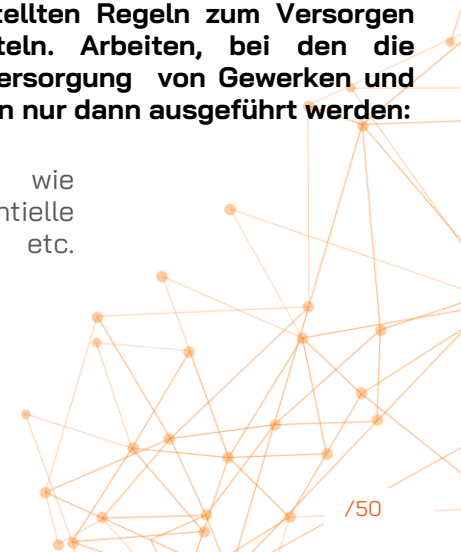 tellten Regeln zum Versorgen
teln. Arbeiten, bei den die
ersorgung von Gewerken und
n nur dann ausgeführt werden:
wie
ntielle
etc.
/50